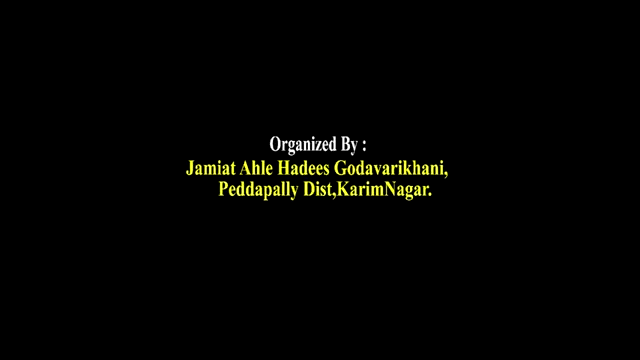 Organized By :
Jamiat Ahle Hadees Godavarikhani,
Peddapally Dist,KarimNagar.